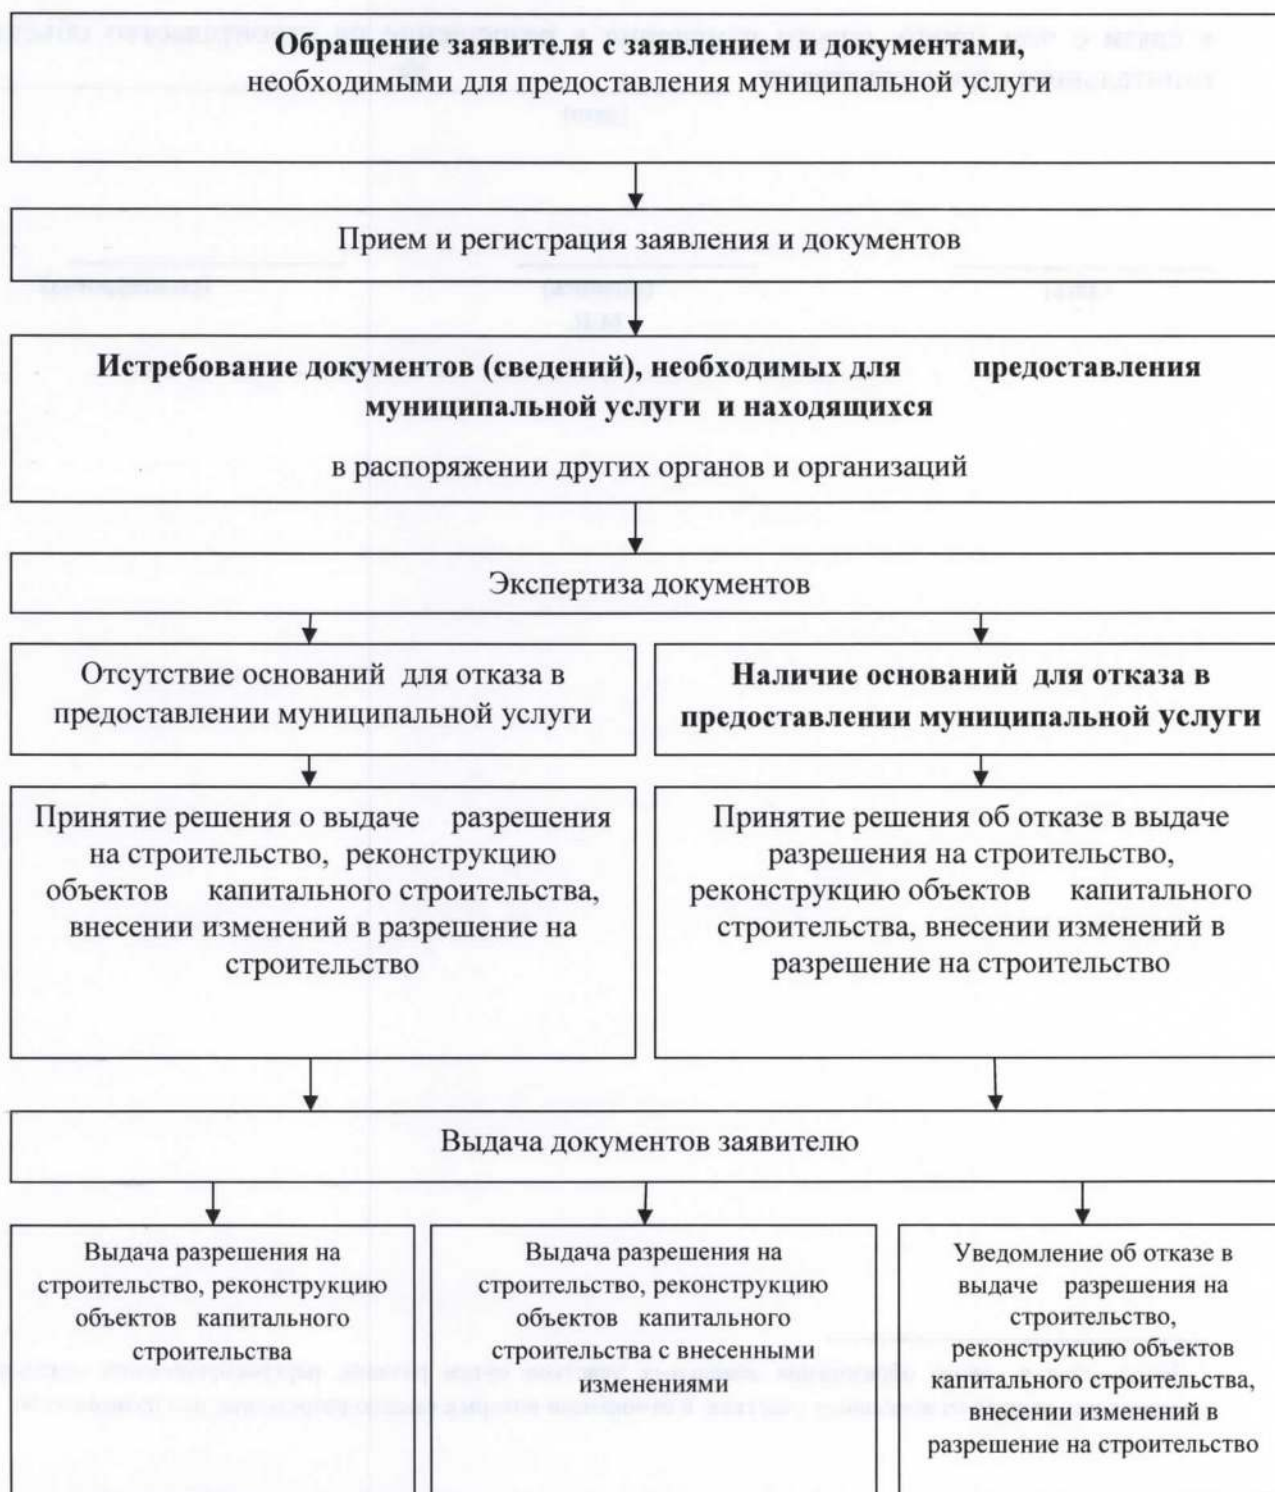 Обращение заявителя с заявлением и документами,
необходимыми для предоставления муниципальной услуги
Прием и регистрация заявления и документов
Истребование документов (сведений), необходимых для предоставления
муниципальной услуги и находящихся
в распоряжении других органов и организаций
Экспертиза документов
Отсутствие оснований для отказа в
предоставлении муниципальной услуги
Наличие оснований для отказа в
предоставлении муниципальной услуги
Принятие решения о выдаче разрешения
на строительство, реконструкцию
объектов капитального строительства,
внесении изменений в разрешение на
строительство
Принятие решения об отказе в выдаче
разрешения на строительство,
реконструкцию объектов капитального
строительства, внесении изменений в
разрешение на строительство
Выдача документов заявителю
Выдача разрешения на
строительство, реконструкцию
объектов капитального
строительства
Выдача разрешения на
строительство, реконструкцию
объектов капитального
строительства с внесенными
изменениями
Уведомление об отказе в
выдаче разрешения на
строительство,
реконструкцию объектов
капитального строительства,
внесении изменений в
разрешение на строительство